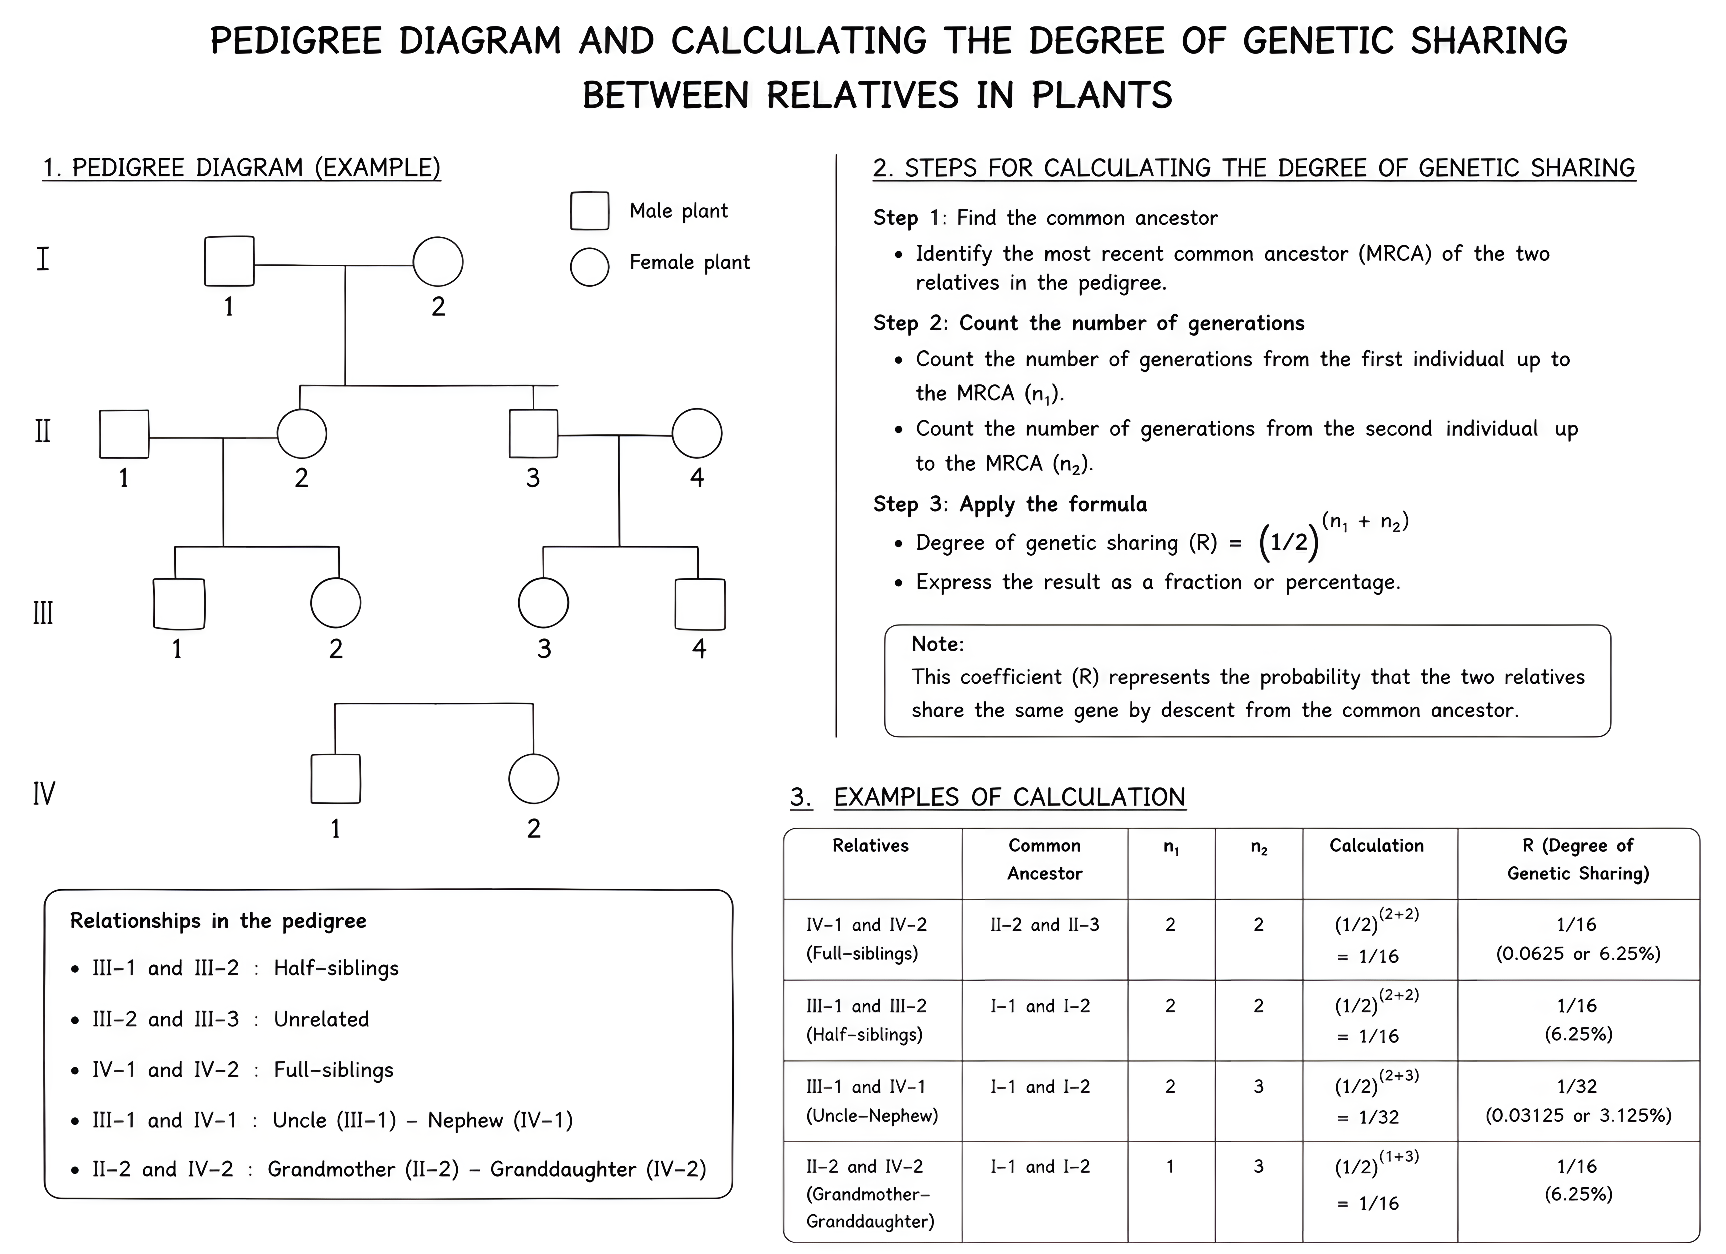 PEDIGREE DIAGRAM AND CALCULATING THE DEGREE OF GENETIC SHARING
BETWEEN RELATIVES IN PLANTS
1. PEDIGREE DIAGRAM (EXAMPLE)
Male plant
Female plant
I
1
2
II
1
2
3
4
III
1
2
3
4
IV
1
2
Relationships in the pedigree
• III–1 and III–2 : Half–siblings
• III–2 and III–3 : Unrelated
• IV–1 and IV–2 : Full–siblings
• III–1 and IV–1 : Uncle (III–1) – Nephew (IV–1)
• II–2 and IV–2 : Grandmother (II–2) – Granddaughter (IV–2)
2. STEPS FOR CALCULATING THE DEGREE OF GENETIC SHARING
Step 1: Find the common ancestor
• Identify the most recent common ancestor (MRCA) of the two
relatives in the pedigree.
Step 2: Count the number of generations
• Count the number of generations from the first individual up to
the MRCA (n₁).
• Count the number of generations from the second individual up
to the MRCA (n₂).
Step 3: Apply the formula
• Degree of genetic sharing (R) = (1/2)^(n₁ + n₂)
• Express the result as a fraction or percentage.
Note:
This coefficient (R) represents the probability that the two relatives
share the same gene by descent from the common ancestor.
3. EXAMPLES OF CALCULATION
Relatives
Common
Ancestor
n₁
n₂
Calculation
R (Degree of
Genetic Sharing)
IV–1 and IV–2
(Full–siblings)
II–2 and II–3
2
2
(1/2)^(2+2)
= 1/16
1/16
(0.0625 or 6.25%)
III–1 and III–2
(Half–siblings)
I–1 and I–2
2
2
(1/2)^(2+2)
= 1/16
1/16
(6.25%)
III–1 and IV–1
(Uncle–Nephew)
I–1 and I–2
2
3
(1/2)^(2+3)
= 1/32
1/32
(0.03125 or 3.125%)
II–2 and IV–2
(Grandmother–
Granddaughter)
I–1 and I–2
1
3
(1/2)^(1+3)
= 1/16
1/16
(6.25%)